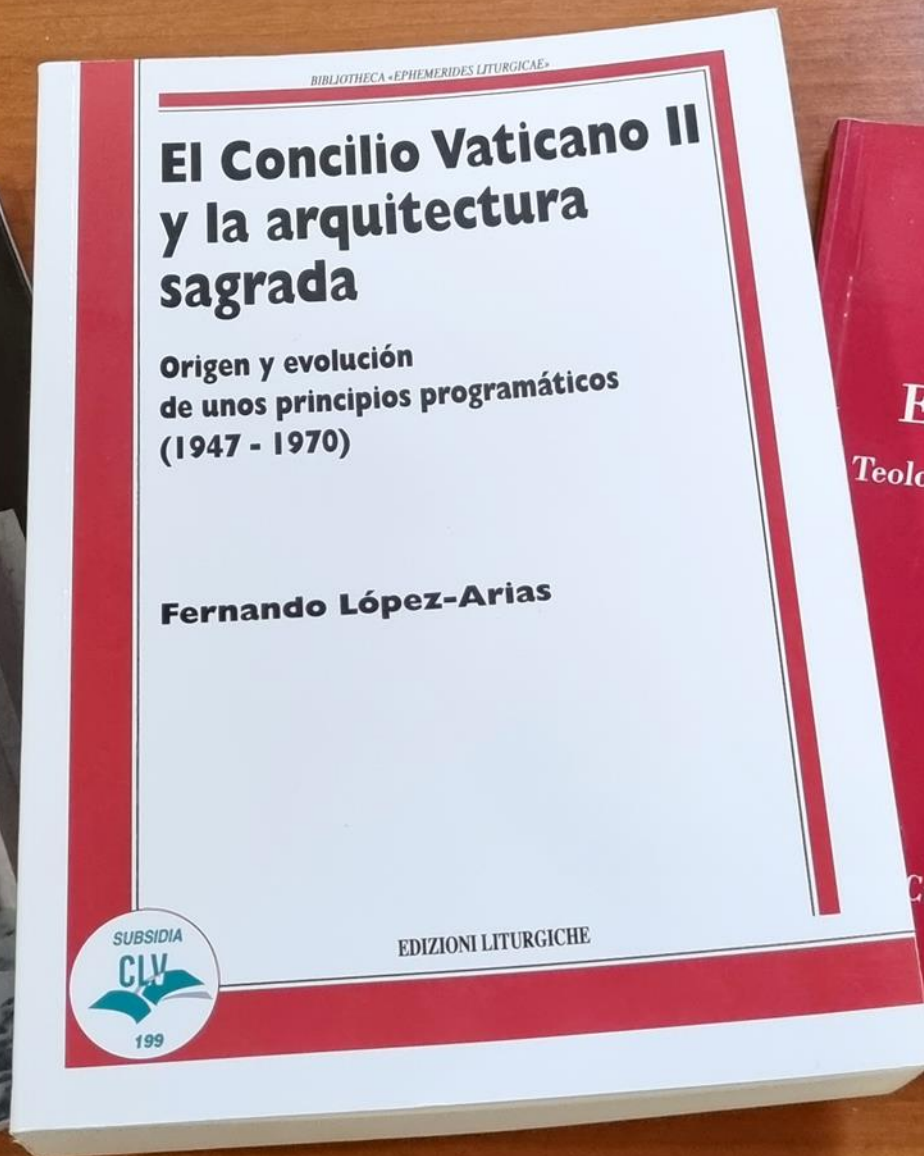 BIBLIOTHECA «EPHEMERIDES LITURGICAE»
El Concilio Vaticano II
y la arquitectura
sagrada
Origen y evolución
de unos principios programáticos
(1947 - 1970)
Fernando López-Arias
EDIZIONI LITURGICHE
SUBSIDIA
CLV
199